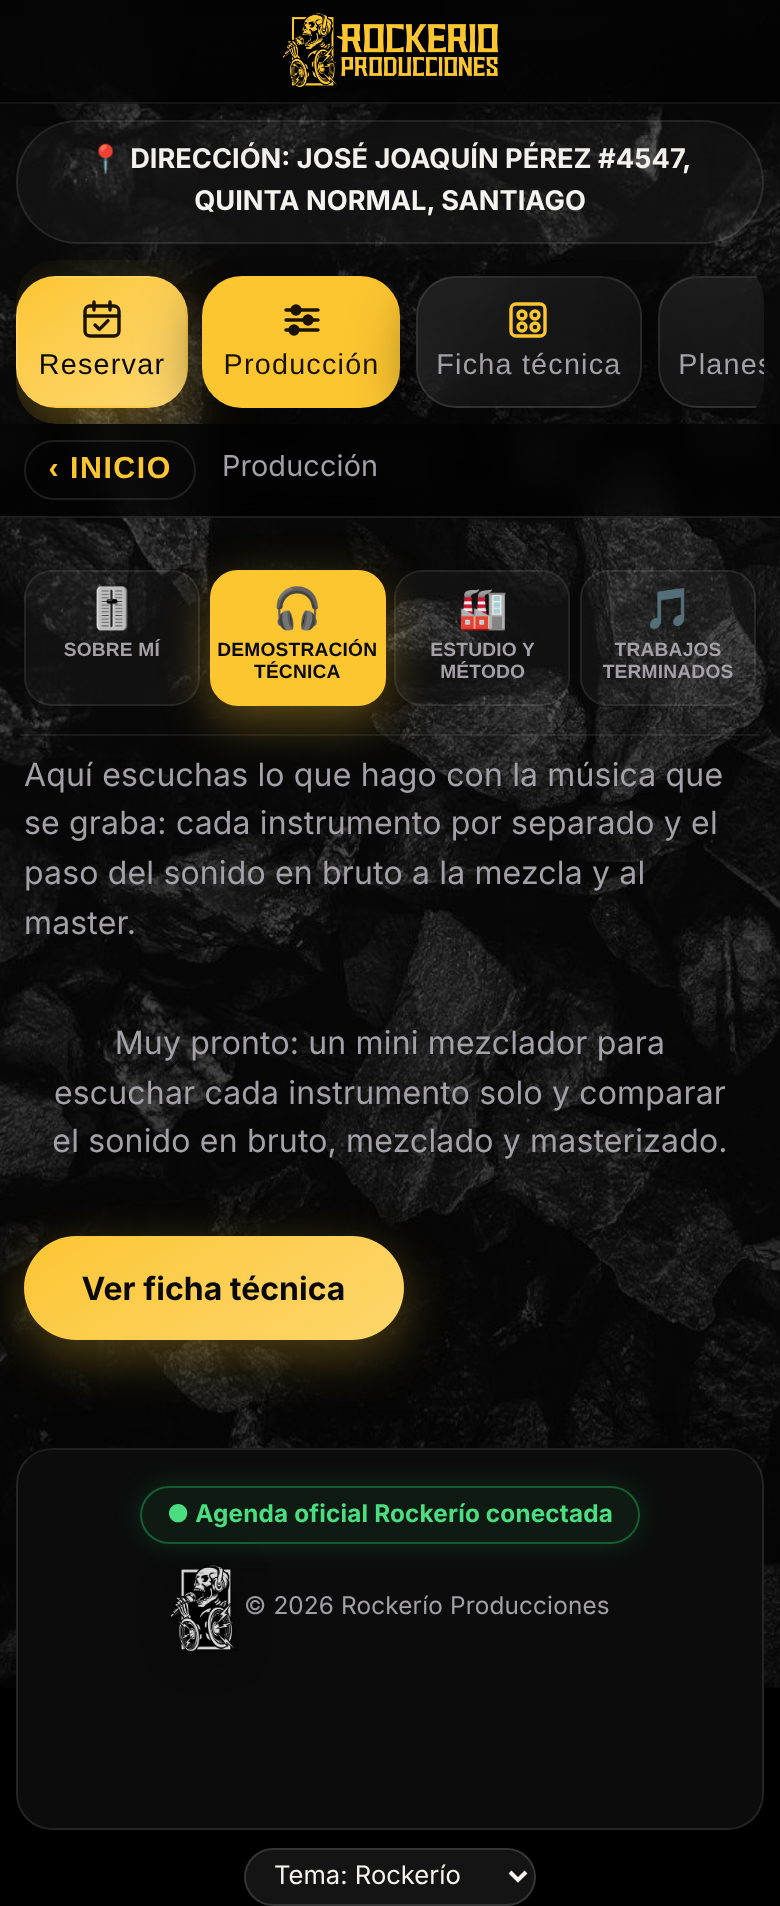 ROCKERIO
PRODUCCIONES
📍 DIRECCIÓN: JOSÉ JOAQUÍN PÉREZ #4547,
QUINTA NORMAL, SANTIAGO
Reservar
Producción
Ficha técnica
Planes
‹ INICIO
Producción
SOBRE MÍ
DEMOSTRACIÓN
TÉCNICA
ESTUDIO Y
MÉTODO
TRABAJOS
TERMINADOS
Aquí escuchas lo que hago con la música que
se graba: cada instrumento por separado y el
paso del sonido en bruto a la mezcla y al
master.
Muy pronto: un mini mezclador para
escuchar cada instrumento solo y comparar
el sonido en bruto, mezclado y masterizado.
Ver ficha técnica
Agenda oficial Rockerío conectada
© 2026 Rockerío Producciones
Tema: Rockerío